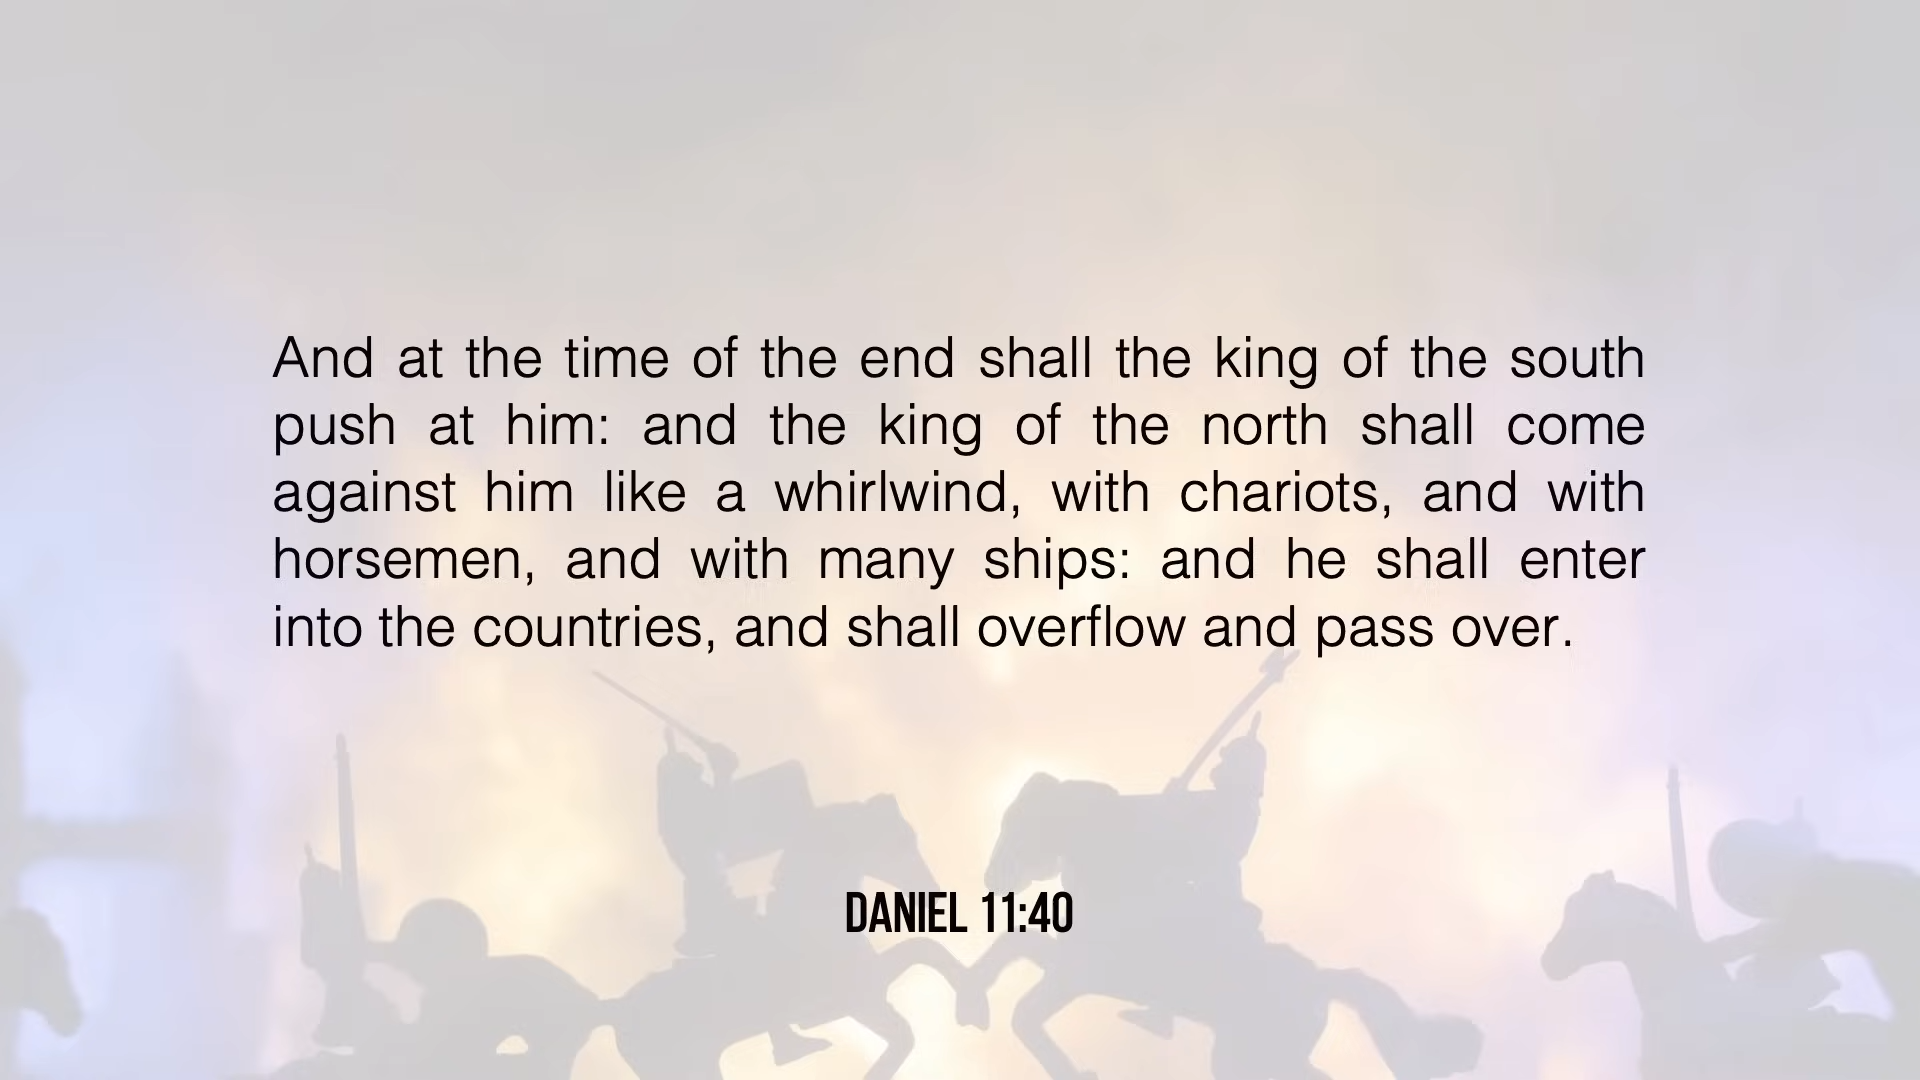 And at the time of the end shall the king of the south
push at him: and the king of the north shall come
against him like a whirlwind, with chariots, and with
horsemen, and with many ships: and he shall enter
into the countries, and shall overflow and pass over.
DANIEL 11:40